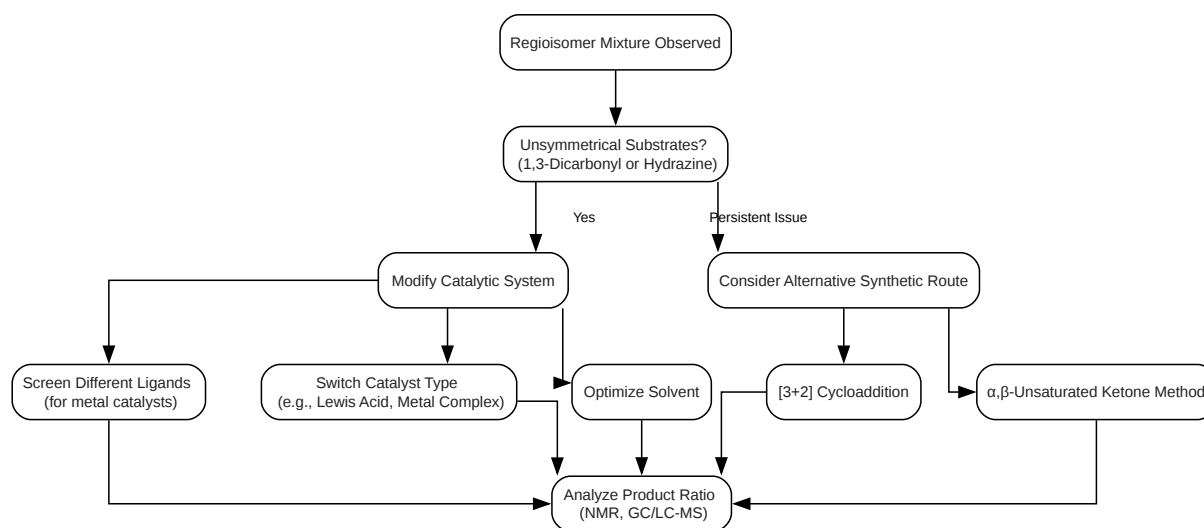 Regioisomer Mixture Observed
Unsymmetrical Substrates?
(1,3-Dicarbonyl or Hydrazine)
Yes
Persistent Issue
Modify Catalytic System
Consider Alternative Synthetic Route
Screen Different Ligands
(for metal catalysts)
Switch Catalyst Type
(e.g., Lewis Acid, Metal Complex)
Optimize Solvent
[3+2] Cycloaddition
α,β-Unsaturated Ketone Method
Analyze Product Ratio
(NMR, GC/LC-MS)